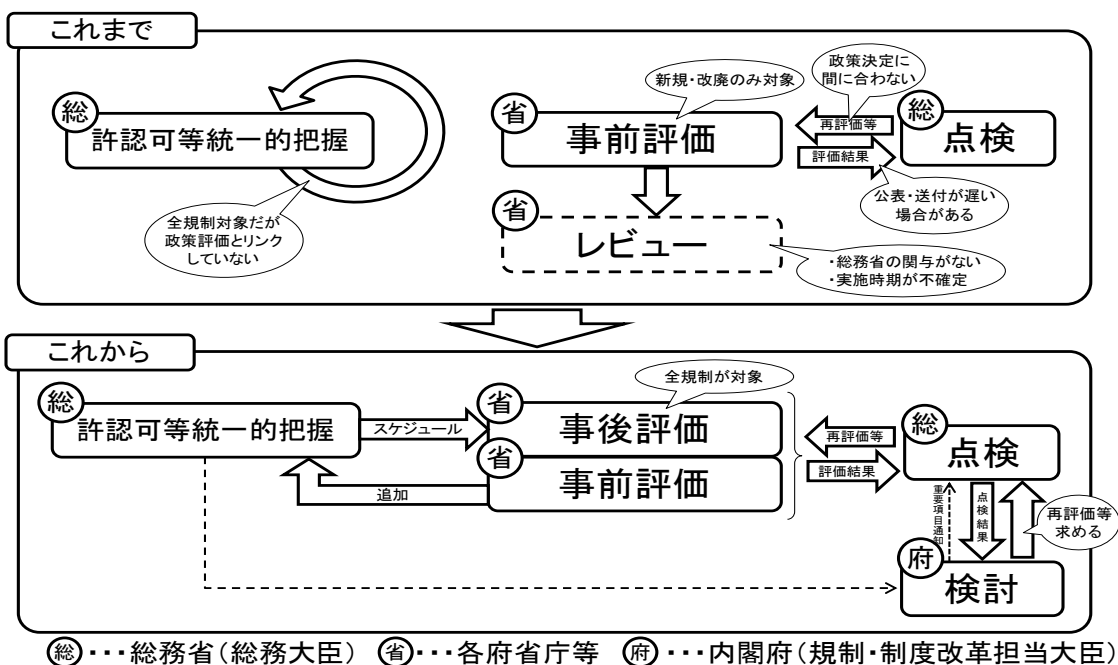 これまで
総
許認可等統一的把握
全規制対象だが
政策評価とリンク
していない
新規・改廃のみ対象
省
事前評価
政策決定に
間に合わない
再評価等
評価結果
総
点検
公表・送付が遅い
場合がある
省
レビュー
・総務省の関与がない
・実施時期が不確定
これから
総
許認可等統一的把握
スケジュール
追加
全規制が対象
省
事後評価
省
事前評価
再評価等
評価結果
総
点検
重要項目通知
点検結果
再評価等
求める
府
検討
総・・・総務省（総務大臣） 省・・・各府省庁等 府・・・内閣府（規制・制度改革担当大臣）